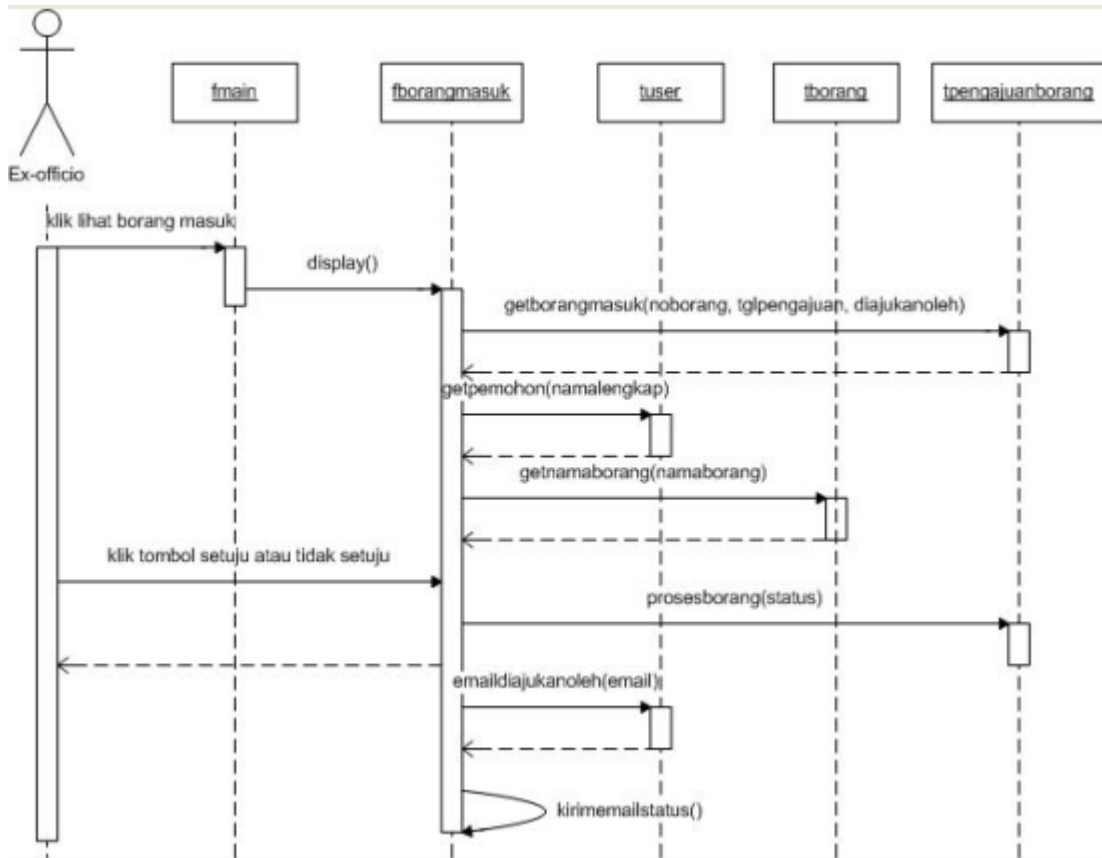 fmain
fborangmasuk
tuser
tborang
tpengajuanborang
Ex-officio
klik lihat borang masuk
display()
getborangmasuk(noborang, tglpengajuan, diajukanoleh)
getpemohon(namalengkap)
getnamaborang(namaborang)
klik tombol setuju atau tidak setuju
prosesborang(status)
emaildiajukanoleh(email)
kirimemailstatus()